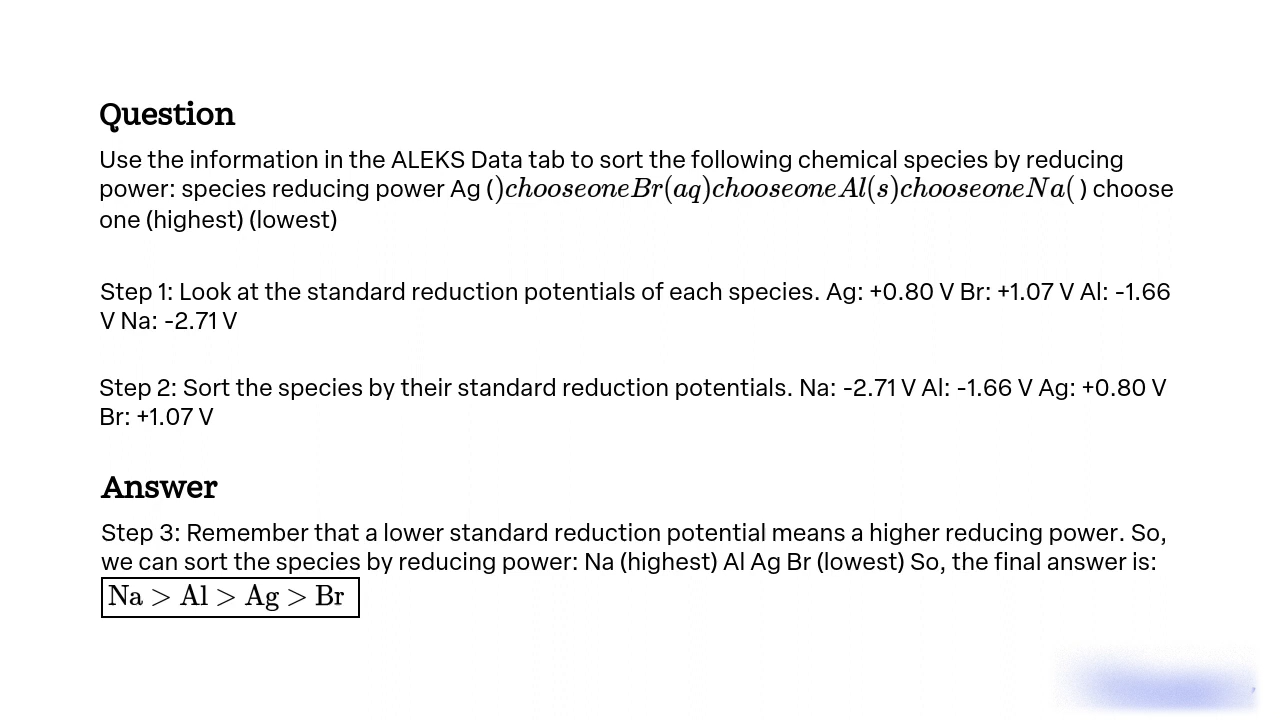 Question
Use the information in the ALEKS Data tab to sort the following chemical species by reducing
power: species reducing power Ag ()chooseoneBr(aq)chooseoneAl(s)chooseoneNa( ) choose
one (highest) (lowest)
Step 1: Look at the standard reduction potentials of each species. Ag: +0.80 V Br: +1.07 V Al: -1.66
V Na: -2.71 V
Step 2: Sort the species by their standard reduction potentials. Na: -2.71 V Al: -1.66 V Ag: +0.80 V
Br: +1.07 V
Answer
Step 3: Remember that a lower standard reduction potential means a higher reducing power. So,
we can sort the species by reducing power: Na (highest) Al Ag Br (lowest) So, the final answer is:
Na > Al > Ag > Br